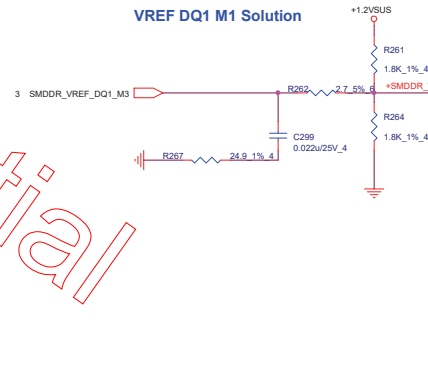 VREF DQ1 M1 Solution
+1.2VSUS
R261
1.8K_1%_4
3 SMDDR_VREF_DQ1_M3
R262
2.7_5%_6
+SMDDR_
R264
1.8K_1%_4
C299
0.022u/25V_4
R267
24.9_1%_4
tial